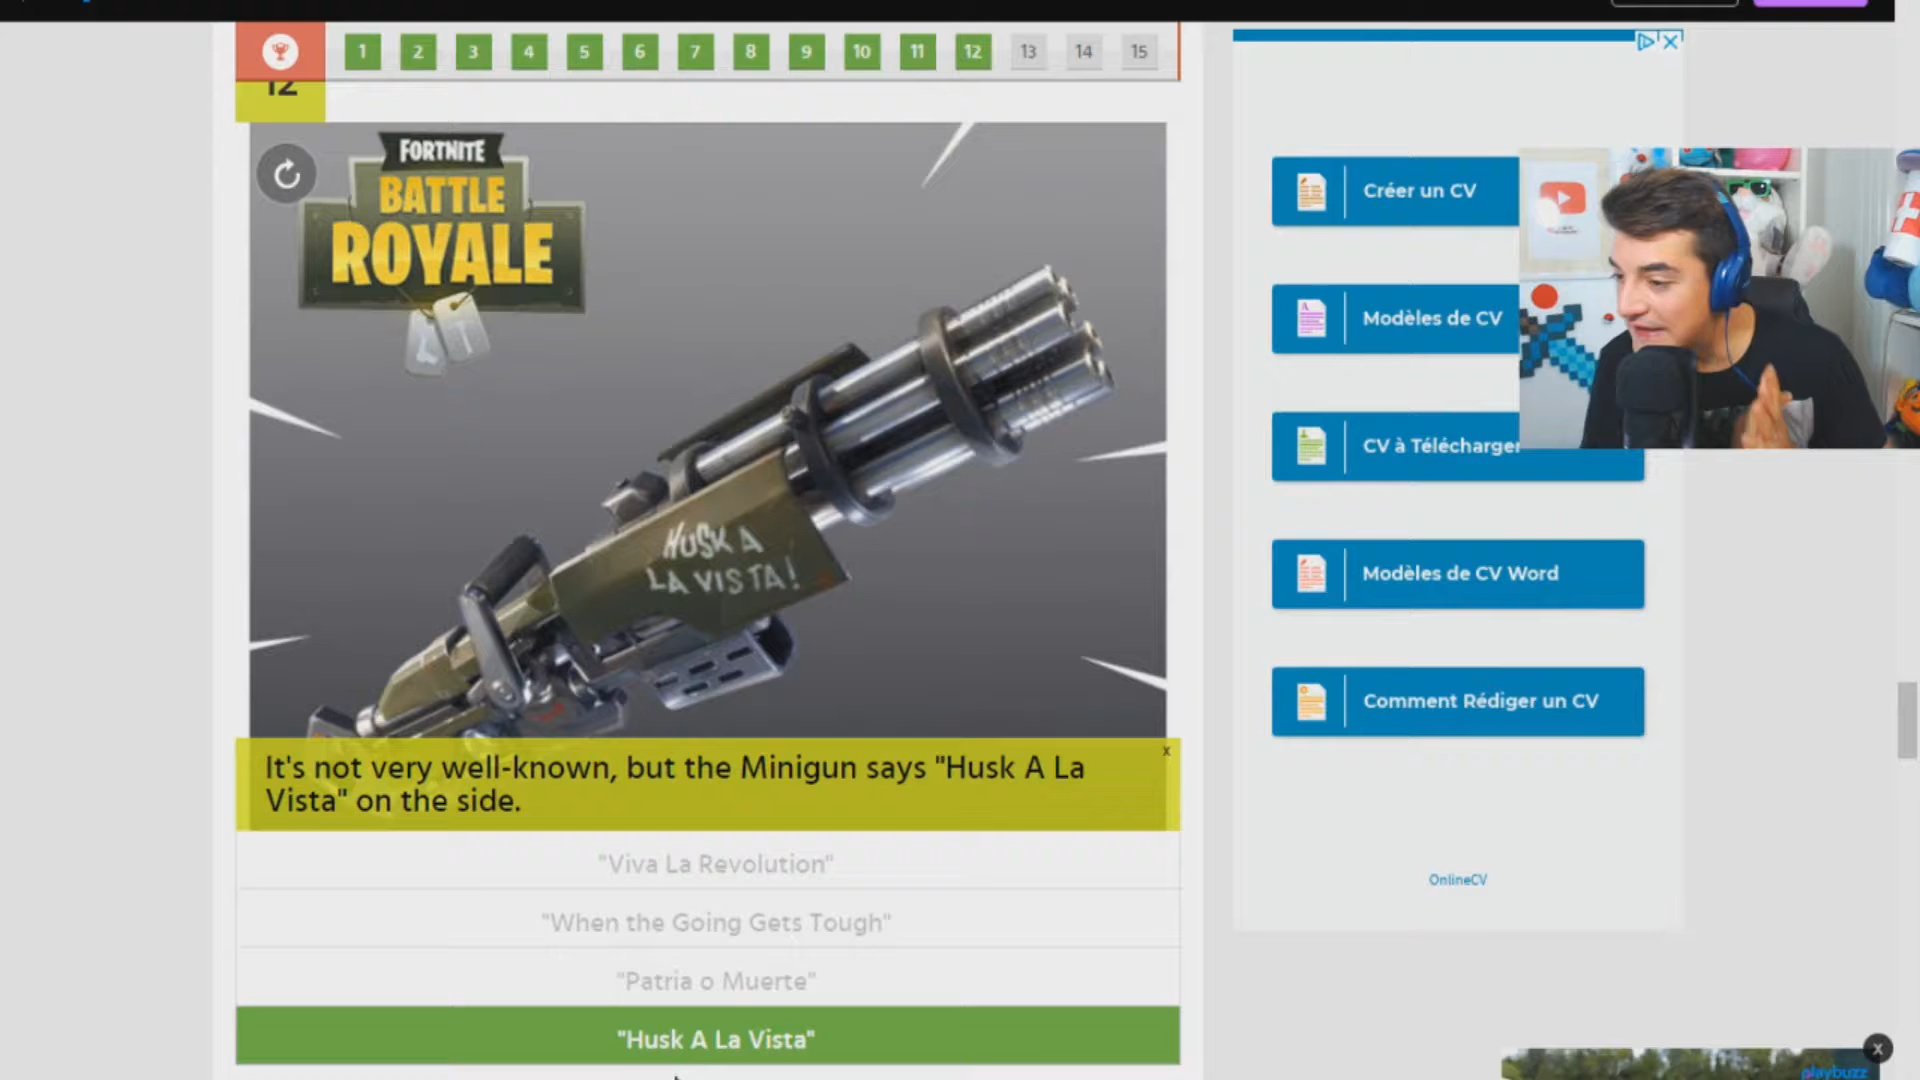 1 2 3 4 5 6 7 8 9 10 11 12 13 14 15
12
FORTNITE
BATTLE
ROYALE
HUSK A
LA VISTA!
It's not very well-known, but the Minigun says "Husk A La
Vista" on the side.
x
"Viva La Revolution"
"When the Going Gets Tough"
"Patria o Muerte"
"Husk A La Vista"
Créer un CV
Modèles de CV
CV à Télécharger
Modèles de CV Word
Comment Rédiger un CV
OnlineCV
x
playbuzz